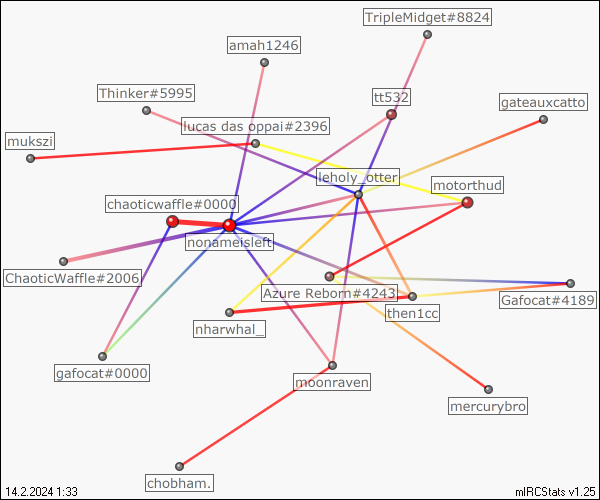 TripleMidget#8824
amah1246
Thinker#5995
tt532
gateauxcatto
lucas das oppai#2396
mukszi
leholy_otter
motorthud
chaoticwaffle#0000
nonameisleft
ChaoticWaffle#2006
Azure Reborn#4243
Gafocat#4189
then1cc
nharwhal_
gafocat#0000
moonraven
mercurybro
chobham.
14.2.2024 1:33
mIRCStats v1.25